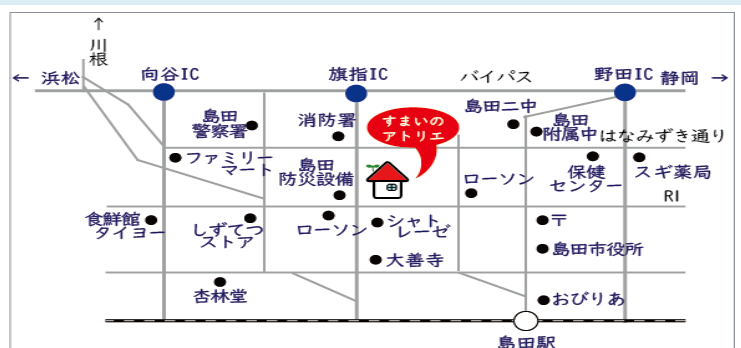 ↑
川
根
← 浜松
向谷IC
旗指IC
バイパス
野田IC
静岡 →
島田
警察署
消防署
すまいの
アトリエ
島田二中
島田
附属中
はなみずき通り
ファミリー
マート
島田
防災設備
ローソン
保健
センター
スギ薬局
R1
食鮮館
タイヨー
しずてつ
ストア
ローソン
シャト
レーゼ
〒
大善寺
島田市役所
杏林堂
おびりあ
島田駅